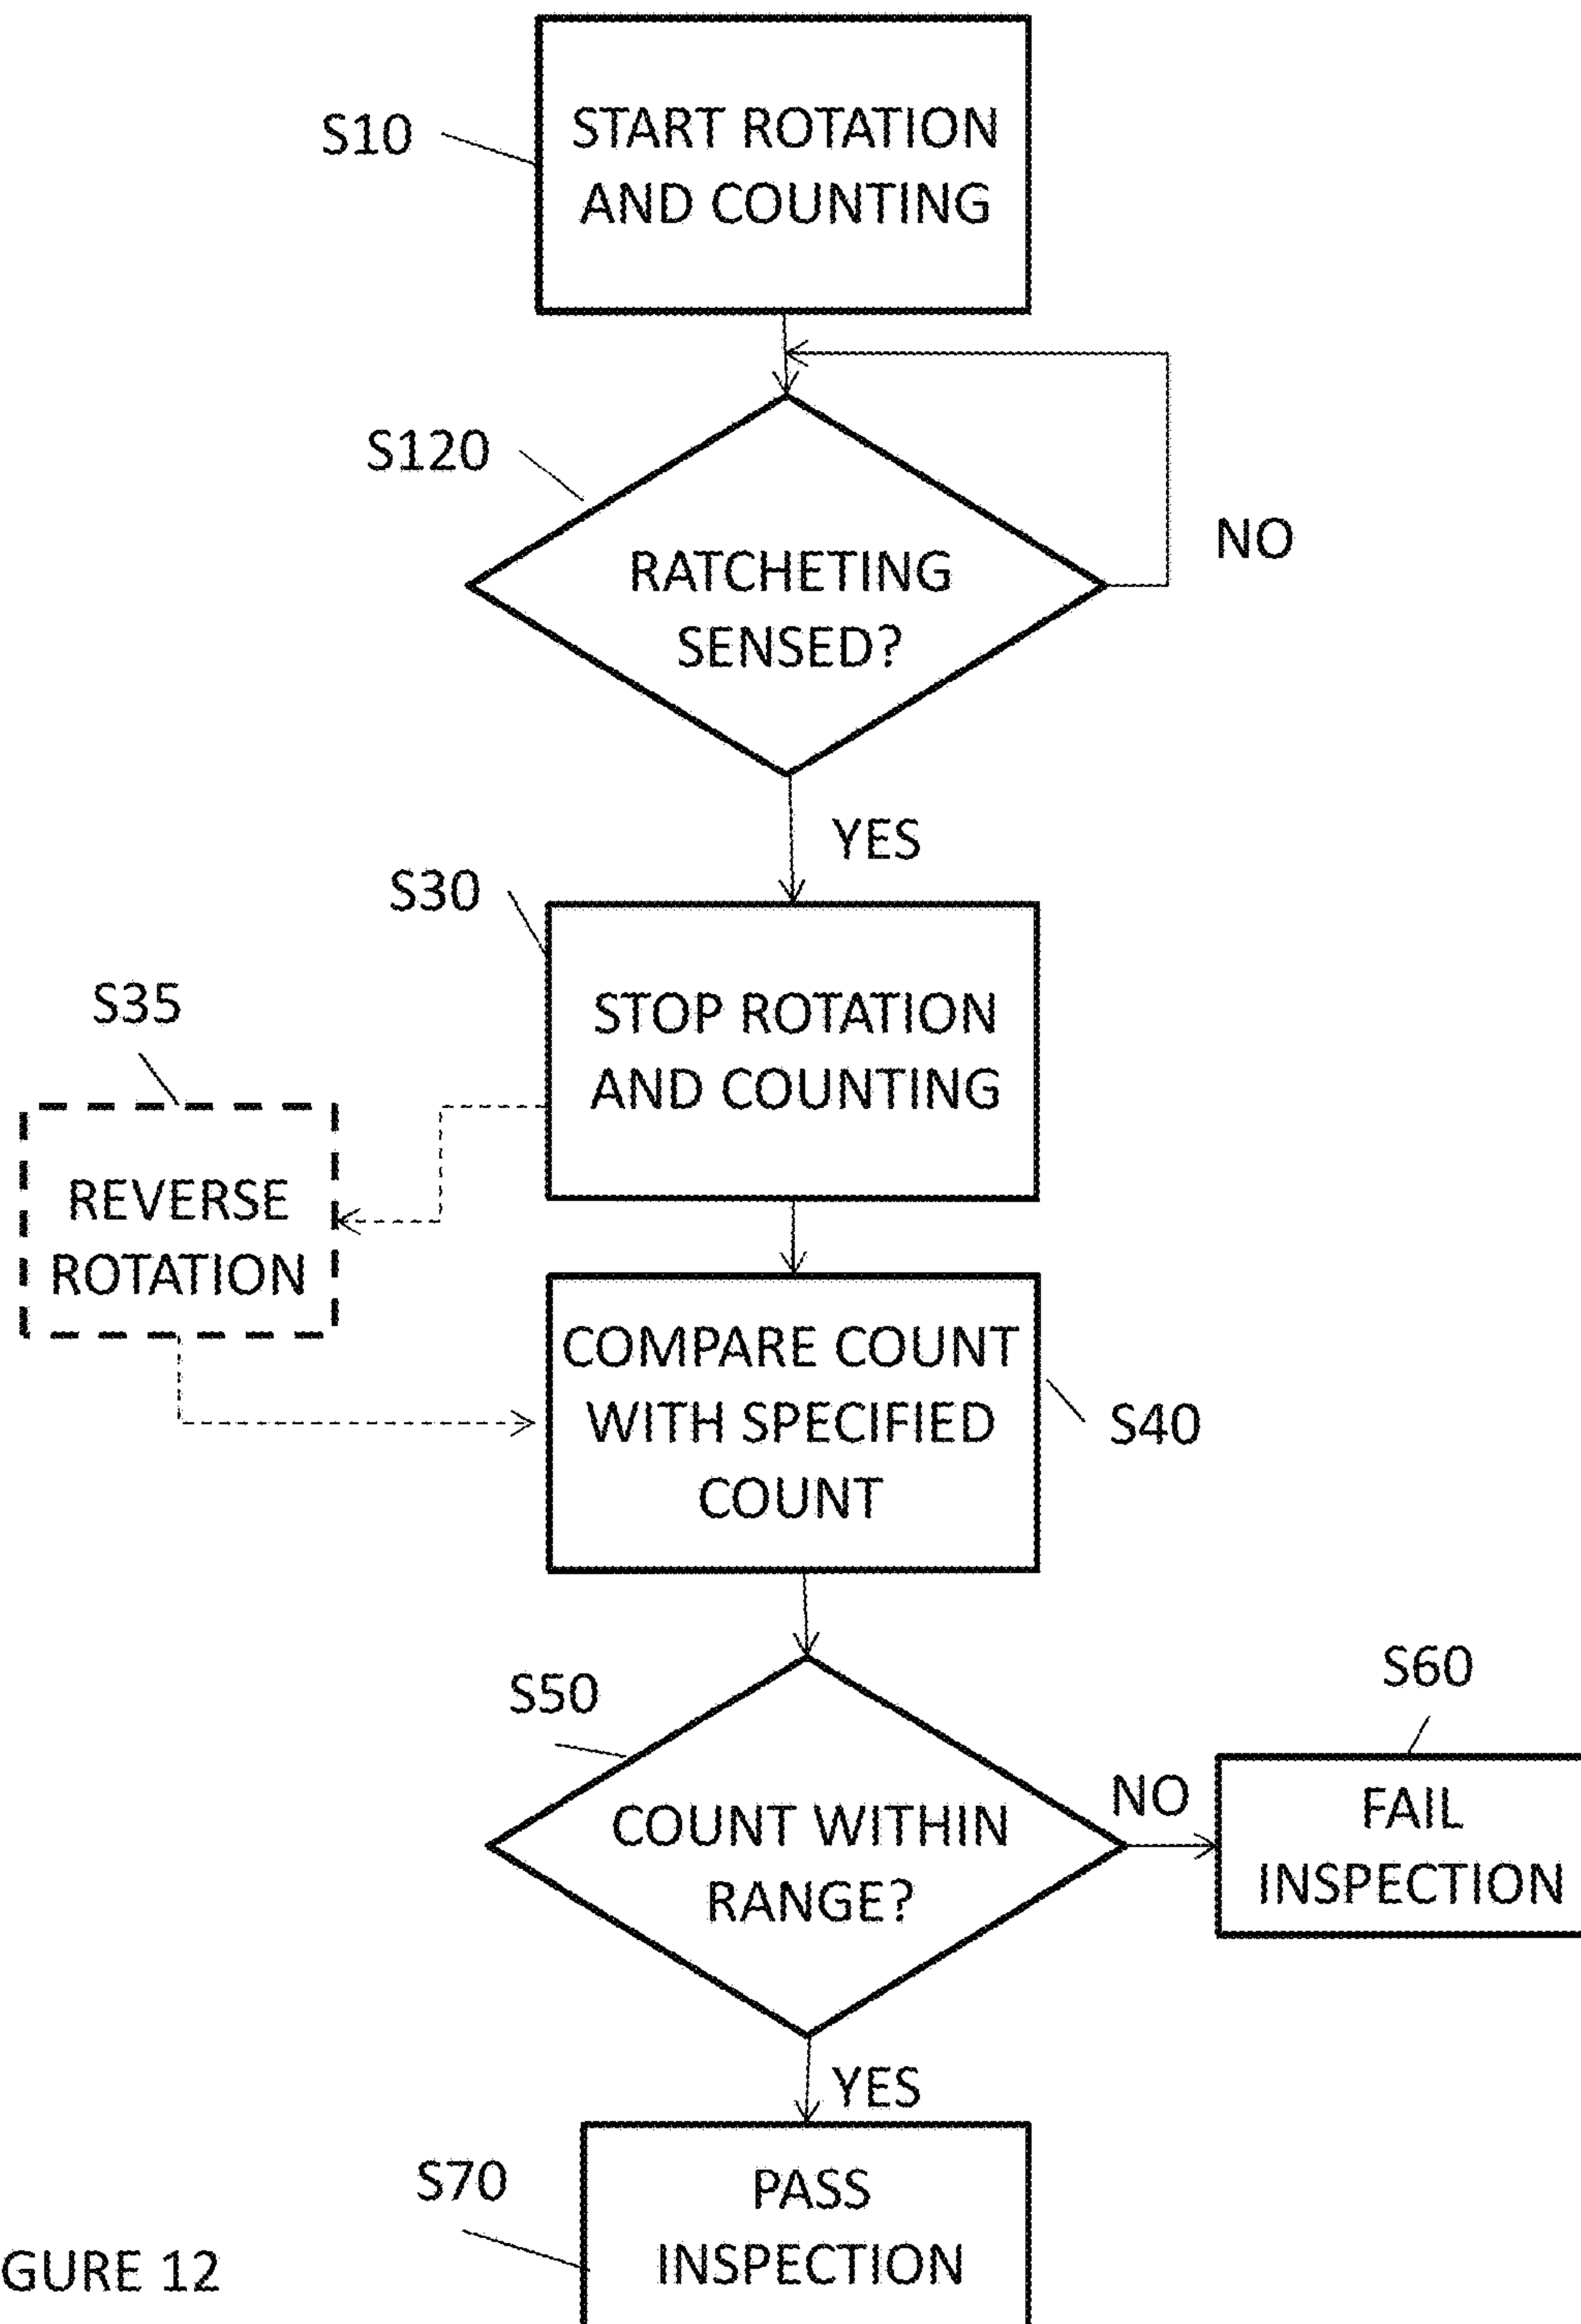 S10
START ROTATION
AND COUNTING
S120
RATCHETING
SENSED?
NO
YES
S30
STOP ROTATION
AND COUNTING
S35
REVERSE
ROTATION
COMPARE COUNT
WITH SPECIFIED
COUNT
S40
S50
COUNT WITHIN
RANGE?
NO
S60
FAIL
INSPECTION
YES
S70
PASS
INSPECTION
GURE 12